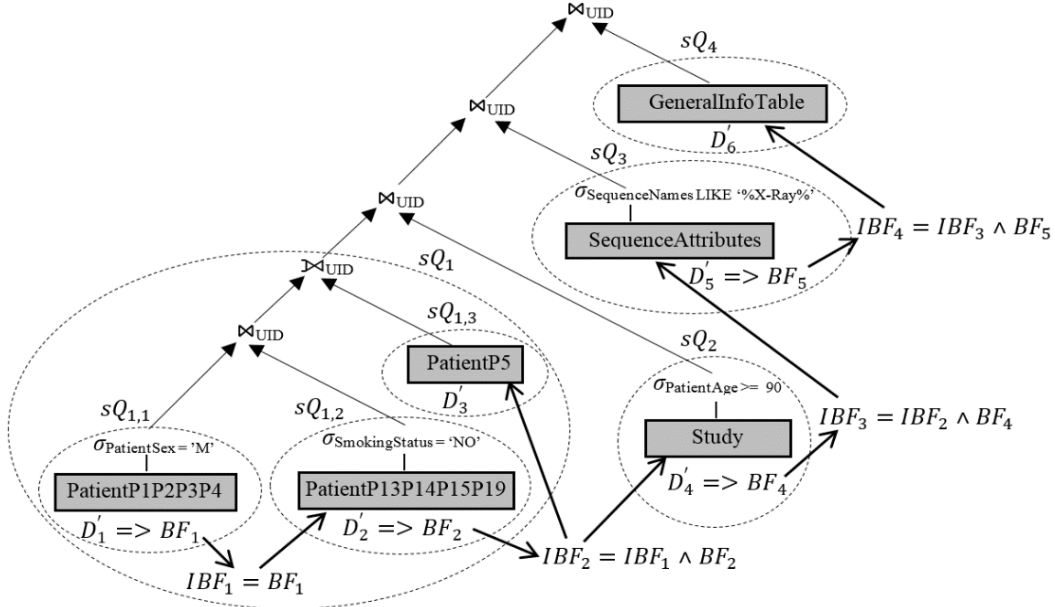 ⋈UID
sQ4
GeneralInfoTable
D'6
⋈UID
sQ3
σSequenceNames LIKE ‘%X-Ray%’
SequenceAttributes
D'5 => BF5
IBF4 = IBF3 ∧ BF5
⋈UID
sQ1
⟕UID
sQ1,3
PatientP5
D'3
sQ2
σPatientAge >= 90
Study
D'4 => BF4
IBF3 = IBF2 ∧ BF4
⋈UID
sQ1,1
σPatientSex = ’M’
PatientP1P2P3P4
D'1 => BF1
sQ1,2
σSmokingStatus = ‘NO’
PatientP13P14P15P19
D'2 => BF2
IBF1 = BF1
IBF2 = IBF1 ∧ BF2